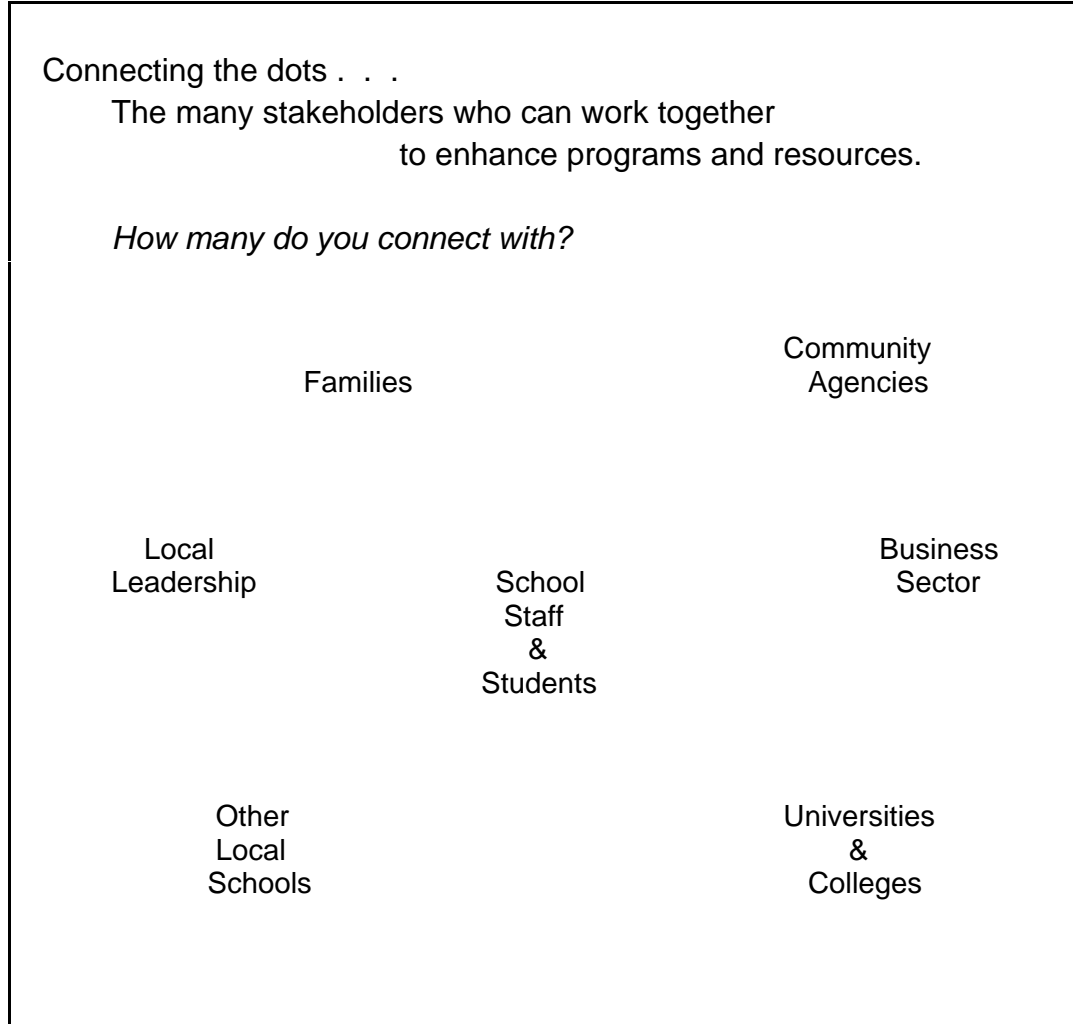 Connecting the dots . . .
The many stakeholders who can work together
to enhance programs and resources.
How many do you connect with?
Families
Community
Agencies
Local
Leadership
School
Staff
&
Students
Business
Sector
Other
Local
Schools
Universities
&
Colleges